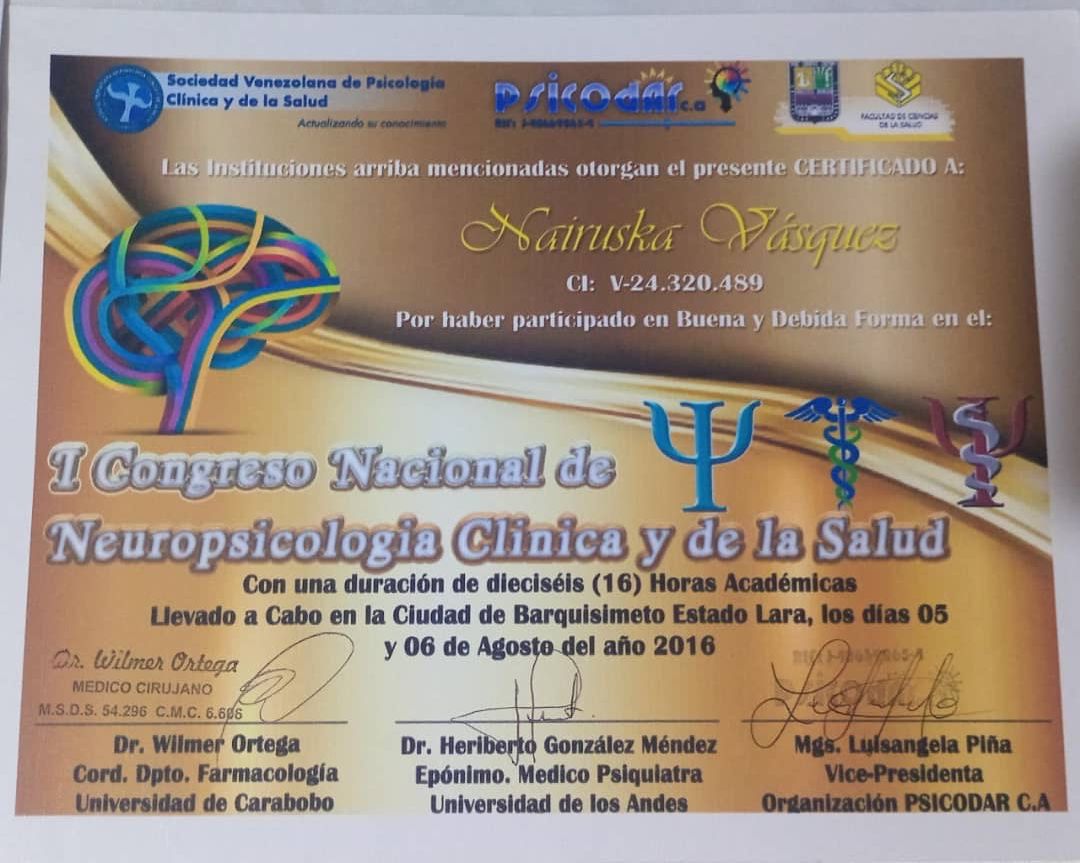 Sociedad Venezolana de Psicología
Clínica y de la Salud
Actualizando su conocimiento
PSICODAR c.a
FACULTAD DE CIENCIAS
DE LA SALUD
Las Instituciones arriba mencionadas otorgan el presente CERTIFICADO A:
Nairuska Vásquez
CI: V-24.320.489
Por haber participado en Buena y Debida Forma en el:
I Congreso Nacional de
Neuropsicologia Clinica y de la Salud
Con una duración de dieciséis (16) Horas Académicas
Llevado a Cabo en la Ciudad de Barquisimeto Estado Lara, los días 05
y 06 de Agosto del año 2016
Dr. Wilmer Ortega
MEDICO CIRUJANO
M.S.D.S. 54.296 C.M.C. 6.606
Dr. Wilmer Ortega
Cord. Dpto. Farmacología
Universidad de Carabobo
Dr. Heriberto González Méndez
Epónimo. Medico Psiquiatra
Universidad de los Andes
Mgs. Luisangela Piña
Vice-Presidenta
Organización PSICODAR C.A